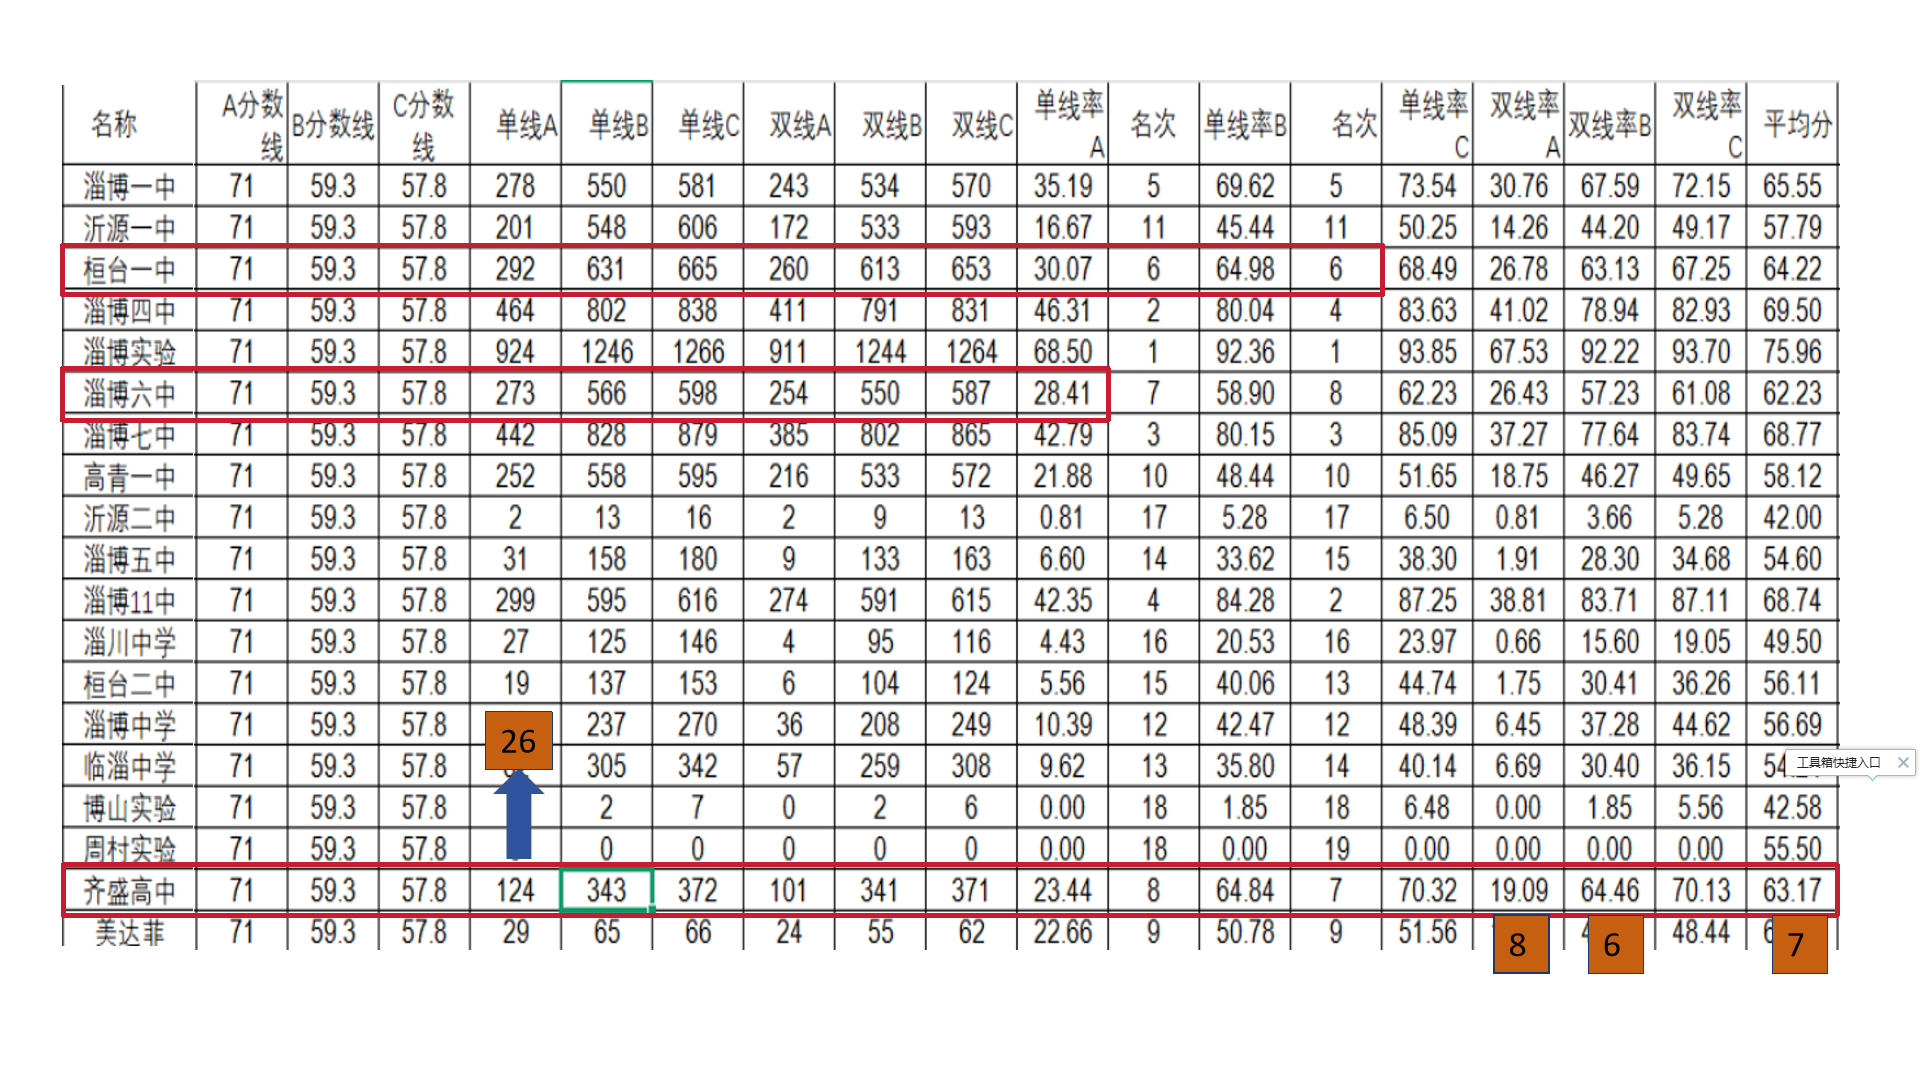 名称 A分数线 B分数线 C分数线 单线A 单线B 单线C 双线A 双线B 双线C 单线率A 名次 单线率B 名次 单线率C 双线率A 双线率B 双线率C 平均分
淄博一中 71 59.3 57.8 278 550 581 243 534 570 35.19 5 69.62 5 73.54 30.76 67.59 72.15 65.55
沂源一中 71 59.3 57.8 201 548 606 172 533 593 16.67 11 45.44 11 50.25 14.26 44.20 49.17 57.79
桓台一中 71 59.3 57.8 292 631 665 260 613 653 30.07 6 64.98 6 68.49 26.78 63.13 67.25 64.22
淄博四中 71 59.3 57.8 464 802 838 411 791 831 46.31 2 80.04 4 83.63 41.02 78.94 82.93 69.50
淄博实验 71 59.3 57.8 924 1246 1266 911 1244 1264 68.50 1 92.36 1 93.85 67.53 92.22 93.70 75.96
淄博六中 71 59.3 57.8 273 566 598 254 550 587 28.41 7 58.90 8 62.23 26.43 57.23 61.08 62.23
淄博七中 71 59.3 57.8 442 828 879 385 802 865 42.79 3 80.15 3 85.09 37.27 77.64 83.74 68.77
高青一中 71 59.3 57.8 252 558 595 216 533 572 21.88 10 48.44 10 51.65 18.75 46.27 49.65 58.12
沂源二中 71 59.3 57.8 2 13 16 2 9 13 0.81 17 5.28 17 6.50 0.81 3.66 5.28 42.00
淄博五中 71 59.3 57.8 31 158 180 9 133 163 6.60 14 33.62 15 38.30 1.91 28.30 34.68 54.60
淄博11中 71 59.3 57.8 299 595 616 274 591 615 42.35 4 84.28 2 87.25 38.81 83.71 87.11 68.74
淄川中学 71 59.3 57.8 27 125 146 4 95 116 4.43 16 20.53 16 23.97 0.66 15.60 19.05 49.50
桓台二中 71 59.3 57.8 19 137 153 6 104 124 5.56 15 40.06 13 44.74 1.75 30.41 36.26 56.11
淄博中学 71 59.3 57.8 237 270 36 208 249 10.39 12 42.47 12 48.39 6.45 37.28 44.62 56.69
26
临淄中学 71 59.3 57.8 305 342 57 259 308 9.62 13 35.80 14 40.14 6.69 30.40 36.15
工具箱快捷入口
博山实验 71 59.3 57.8 2 7 0 2 6 0.00 18 1.85 18 6.48 0.00 1.85 5.56 42.58
周村实验 71 59.3 57.8 0 0 0 0 0 0.00 18 0.00 19 0.00 0.00 0.00 0.00 55.50
齐盛高中 71 59.3 57.8 124 343 372 101 341 371 23.44 8 64.84 7 70.32 19.09 64.46 70.13 63.17
美达菲 71 59.3 57.8 29 65 66 24 55 62 22.66 9 50.78 9 51.56 48.44
8 6 7